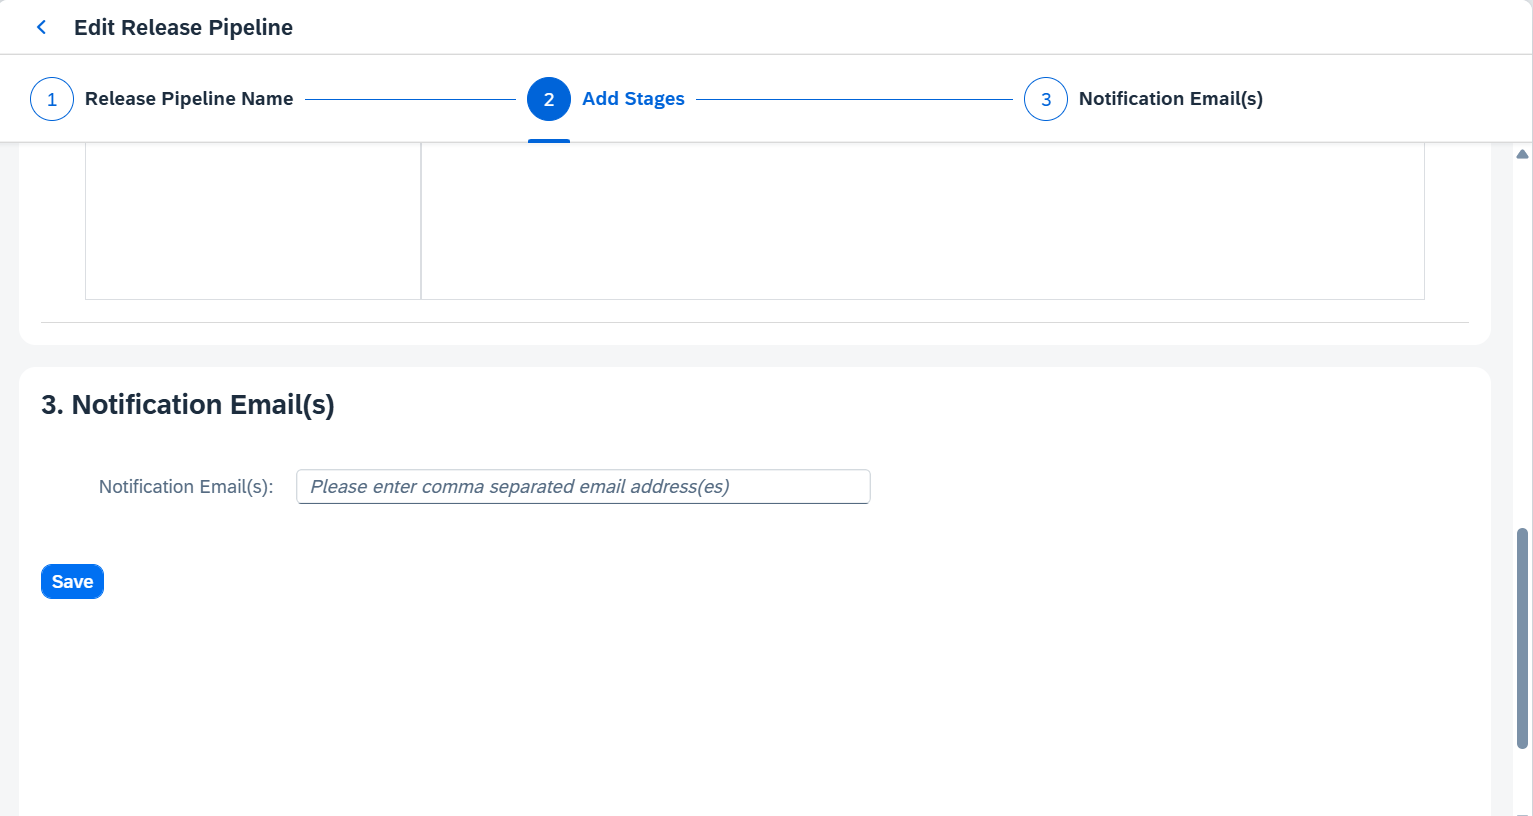 Edit Release Pipeline
1 Release Pipeline Name 2 Add Stages 3 Notification Email(s)
3. Notification Email(s)
Notification Email(s): Please enter comma separated email address(es)
Save